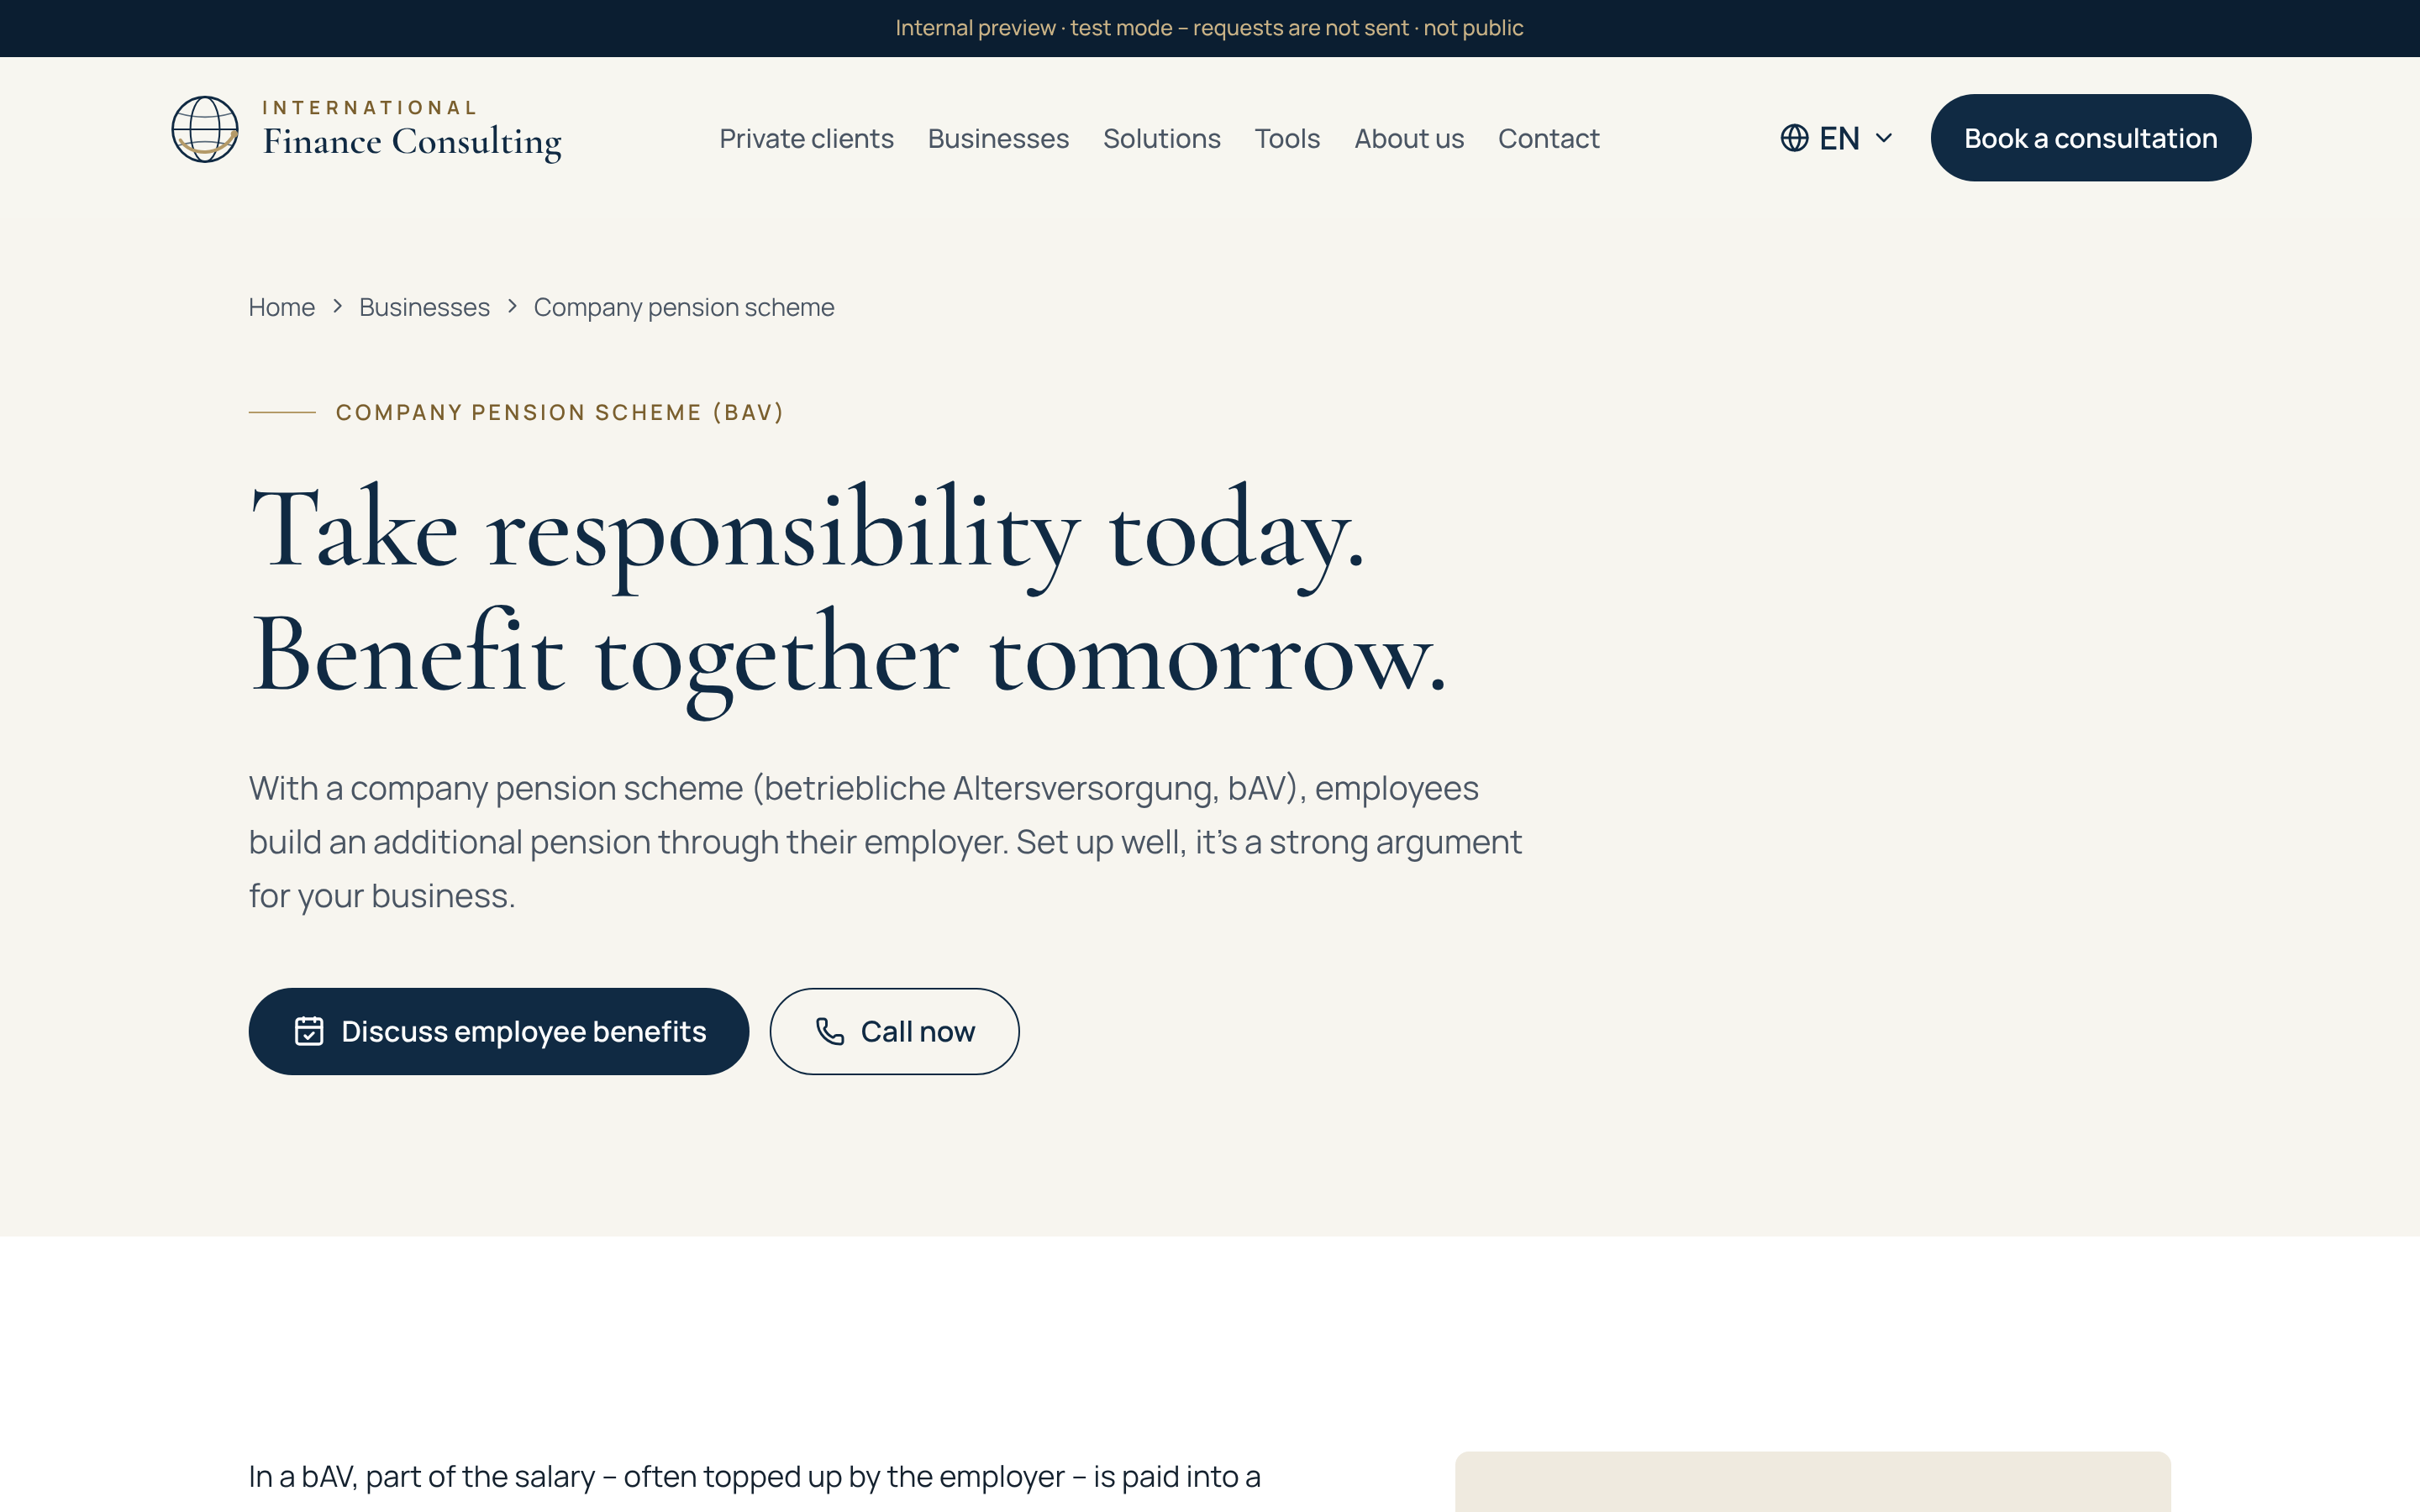 Internal preview · test mode – requests are not sent · not public
INTERNATIONAL
Finance Consulting
Private clients
Businesses
Solutions
Tools
About us
Contact
EN
Book a consultation
Home > Businesses > Company pension scheme
COMPANY PENSION SCHEME (BAV)
Take responsibility today.
Benefit together tomorrow.
With a company pension scheme (betriebliche Altersversorgung, bAV), employees
build an additional pension through their employer. Set up well, it’s a strong argument
for your business.
Discuss employee benefits
Call now
In a bAV, part of the salary – often topped up by the employer – is paid into a